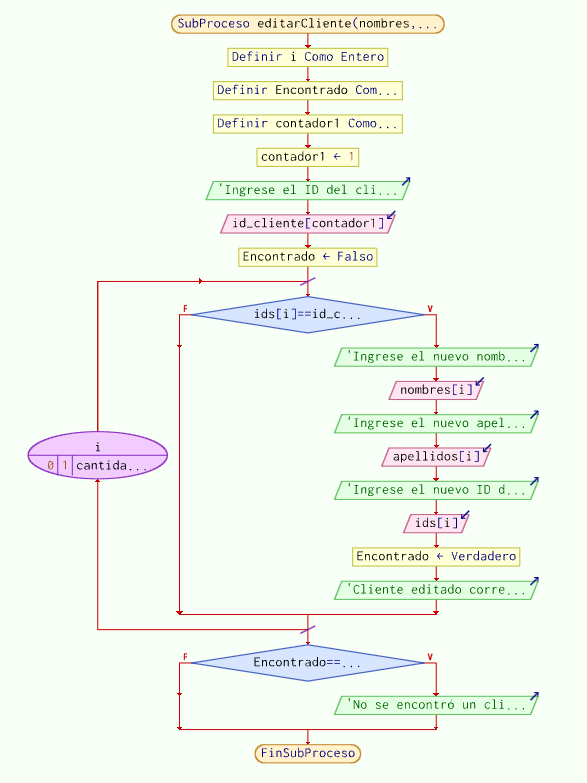 SubProceso editarCliente(nombres,...
Definir i Como Entero
Definir Encontrado Com...
Definir contador1 Como...
contador1 ← 1
'Ingrese el ID del cli...
id_cliente[contador1]
Encontrado ← Falso
F
V
ids[i]==id_c...
'Ingrese el nuevo nomb...
nombres[i]
'Ingrese el nuevo apel...
i
0 1 cantida...
apellidos[i]
'Ingrese el nuevo ID d...
ids[i]
Encontrado ← Verdadero
'Cliente editado corre...
F
V
Encontrado==...
'No se encontró un cli...
FinSubProceso